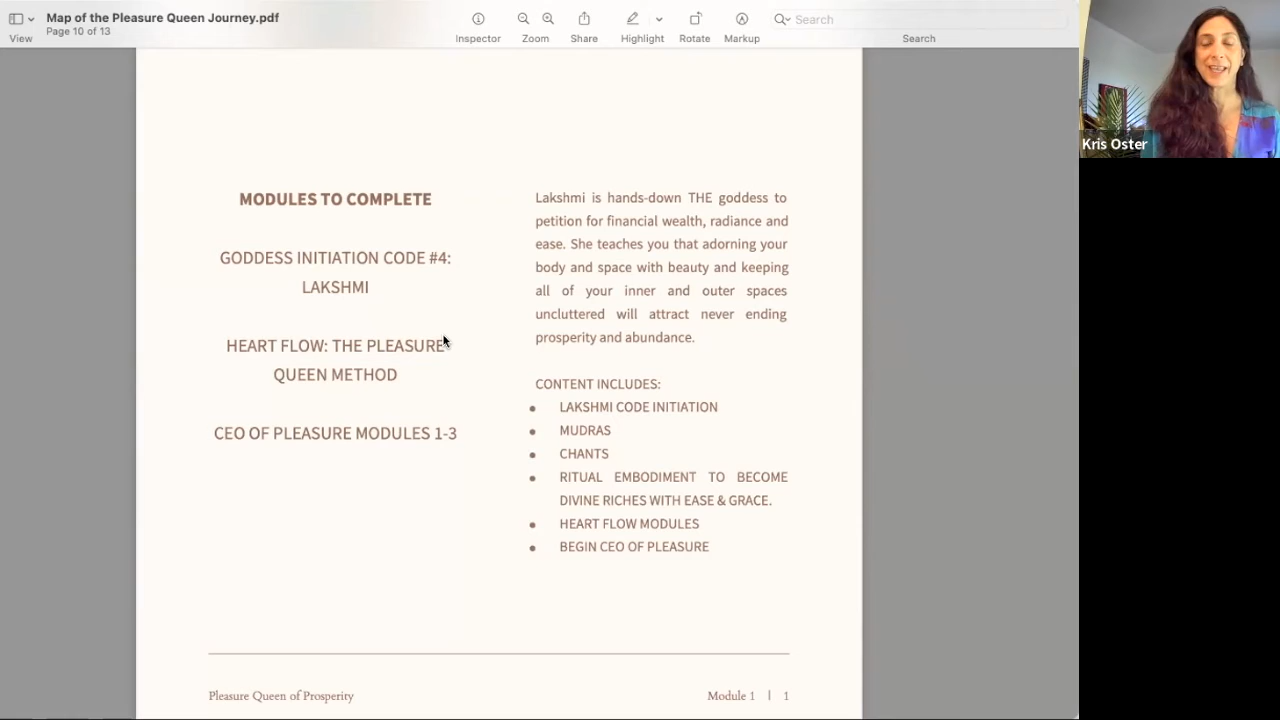 Map of the Pleasure Queen Journey.pdf
Page 10 of 13
View
Inspector
Zoom
Share
Highlight
Rotate
Markup
Search
Search
Kris Oster
MODULES TO COMPLETE
GODDESS INITIATION CODE #4:
LAKSHMI
HEART FLOW: THE PLEASURE
QUEEN METHOD
CEO OF PLEASURE MODULES 1-3
Lakshmi is hands-down THE goddess to
petition for financial wealth, radiance and
ease. She teaches you that adorning your
body and space with beauty and keeping
all of your inner and outer spaces
uncluttered will attract never ending
prosperity and abundance.
CONTENT INCLUDES:
• LAKSHMI CODE INITIATION
• MUDRAS
• CHANTS
• RITUAL EMBODIMENT TO BECOME
DIVINE RICHES WITH EASE & GRACE.
• HEART FLOW MODULES
• BEGIN CEO OF PLEASURE
Pleasure Queen of Prosperity
Module 1 | 1